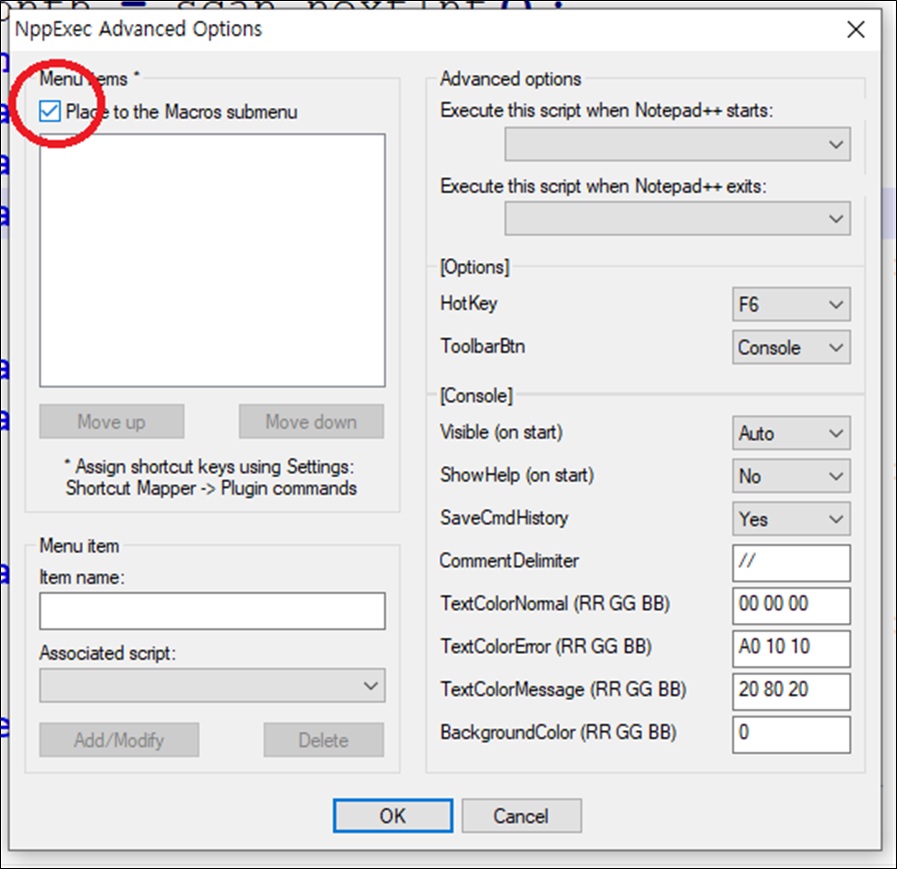 = scan.nextInt();
NppExec Advanced Options
Menu items *
Place to the Macros submenu
Move up
Move down
* Assign shortcut keys using Settings:
Shortcut Mapper -> Plugin commands
Menu item
Item name:
Associated script:
Add/Modify
Delete
Advanced options
Execute this script when Notepad++ starts:
Execute this script when Notepad++ exits:
[Options]
HotKey
F6
ToolbarBtn
Console
[Console]
Visible (on start)
Auto
ShowHelp (on start)
No
SaveCmdHistory
Yes
CommentDelimiter
//
TextColorNormal (RR GG BB)
00 00 00
TextColorError (RR GG BB)
A0 10 10
TextColorMessage (RR GG BB)
20 80 20
BackgroundColor (RR GG BB)
0
OK
Cancel